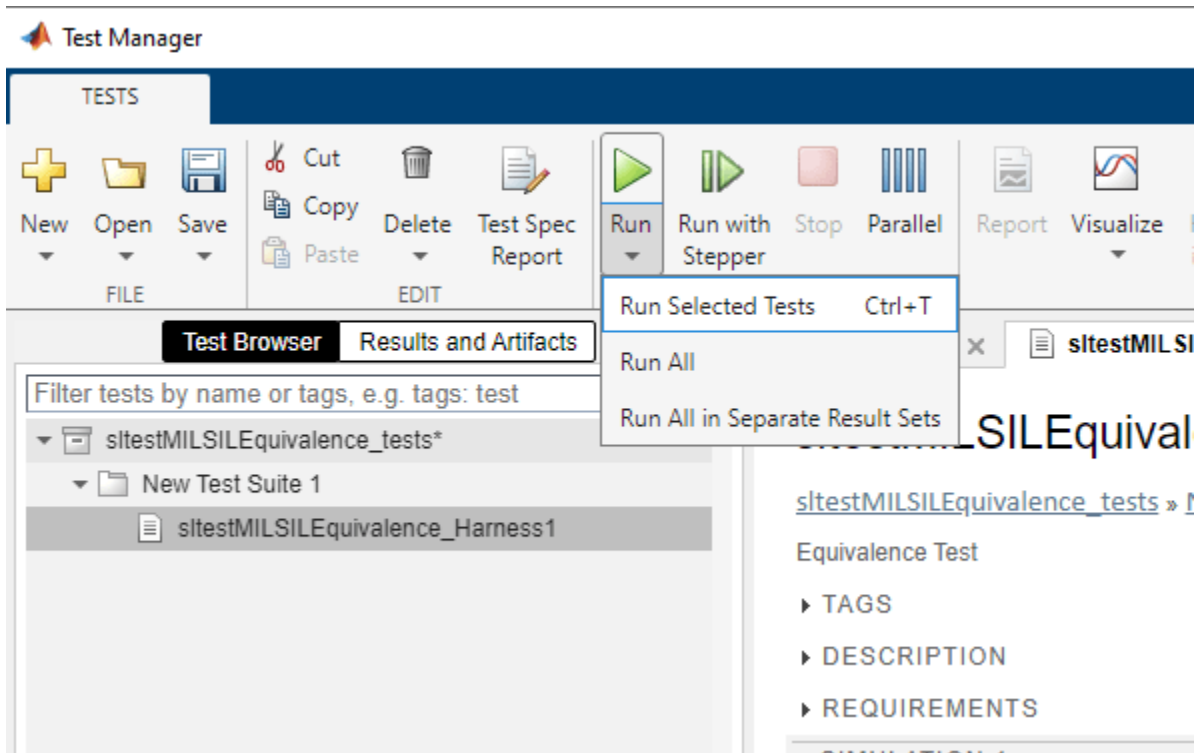 Test Manager
TESTS
Cut
Copy
Paste
New
Open
Save
Delete
Test Spec
Report
Run
Run with
Stepper
Stop
Parallel
Report
Visualize
FILE
EDIT
Run Selected Tests Ctrl+T
Run All
Run All in Separate Result Sets
Test Browser Results and Artifacts
Filter tests by name or tags, e.g. tags: test
sltestMILSILEquivalence_tests*
New Test Suite 1
sltestMILSILEquivalence_Harness1
sltestMILSI
sltestMILSILEquival
sltestMILSILEquivalence_tests » N
Equivalence Test
TAGS
DESCRIPTION
REQUIREMENTS